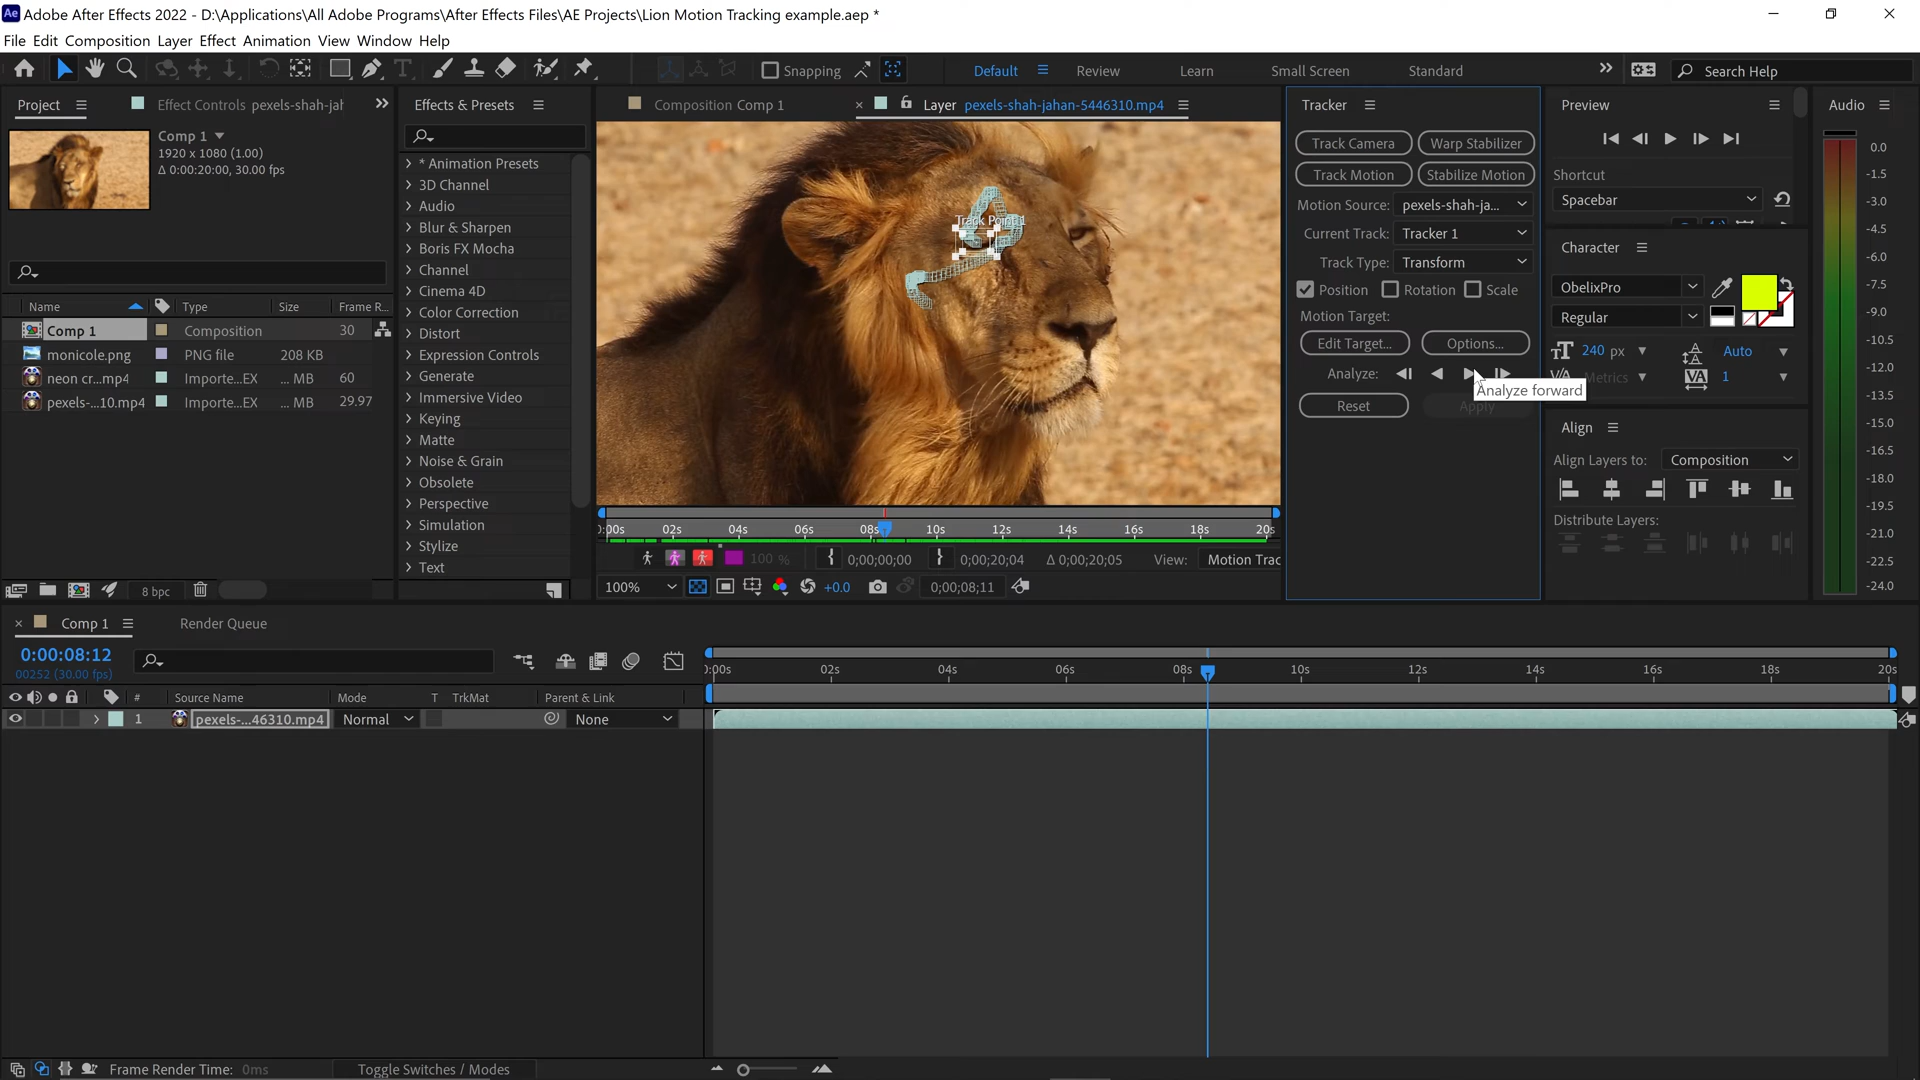 Ae Adobe After Effects 2022 - D:\Applications\All Adobe Programs\After Effects Files\AE Projects\Lion Motion Tracking example.aep *
File Edit Composition Layer Effect Animation View Window Help
Snapping Default Review Learn Small Screen Standard Search Help
Project
Effect Controls pexels-shah-jah
Comp 1
1920 x 1080 (1.00)
Δ 0:00:20:00, 30.00 fps
Name Type Size Frame R...
Comp 1 Composition 30
monicole.png PNG file 208 KB
neon cr...mp4 Importe...EX ... MB 60
pexels-...10.mp4 Importe...EX ... MB 29.97
8 bpc
Effects & Presets
* Animation Presets
3D Channel
Audio
Blur & Sharpen
Boris FX Mocha
Channel
Cinema 4D
Color Correction
Distort
Expression Controls
Generate
Immersive Video
Keying
Matte
Noise & Grain
Obsolete
Perspective
Simulation
Stylize
Text
Composition Comp 1
Layer pexels-shah-jahan-5446310.mp4
Track Point 1
):00s 02s 04s 06s 08s 10s 12s 14s 16s 18s 20s
100 % 0;00;00;00 0;00;20;04 Δ 0;00;20;05 View: Motion Trac
100% +0.0 0;00;08;11
Tracker
Track Camera Warp Stabilizer
Track Motion Stabilize Motion
Motion Source: pexels-shah-ja...
Current Track: Tracker 1
Track Type: Transform
Position Rotation Scale
Motion Target:
Edit Target... Options...
Analyze:
Analyze forward
Reset Apply
Preview
Shortcut
Spacebar
Character
ObelixPro
Regular
240 px Auto
Metrics 1
Align
Align Layers to: Composition
Distribute Layers:
Audio
0.0
-1.5
-3.0
-4.5
-6.0
-7.5
-9.0
-10.5
-12.0
-13.5
-15.0
-16.5
-18.0
-19.5
-21.0
-22.5
-24.0
Comp 1
Render Queue
0:00:08:12
00252 (30.00 fps)
# Source Name Mode T TrkMat Parent & Link
1 pexels-...46310.mp4 Normal None
):00s 02s 04s 06s 08s 10s 12s 14s 16s 18s 20s
Frame Render Time: 0ms Toggle Switches / Modes